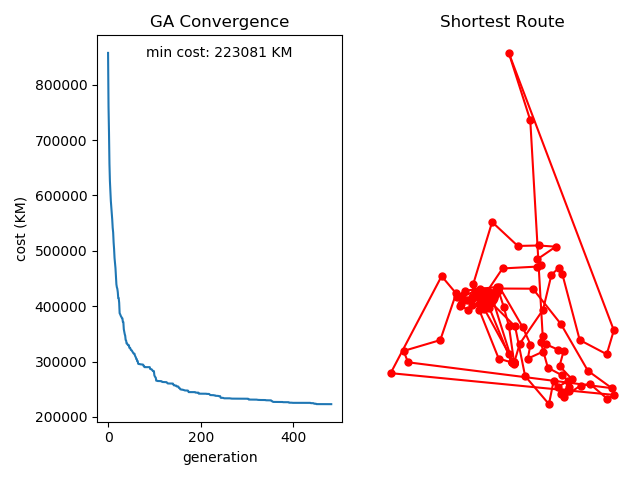 GA Convergence
min cost: 223081 KM
cost (KM)
800000
700000
600000
500000
400000
300000
200000
0
200
400
generation
Shortest Route